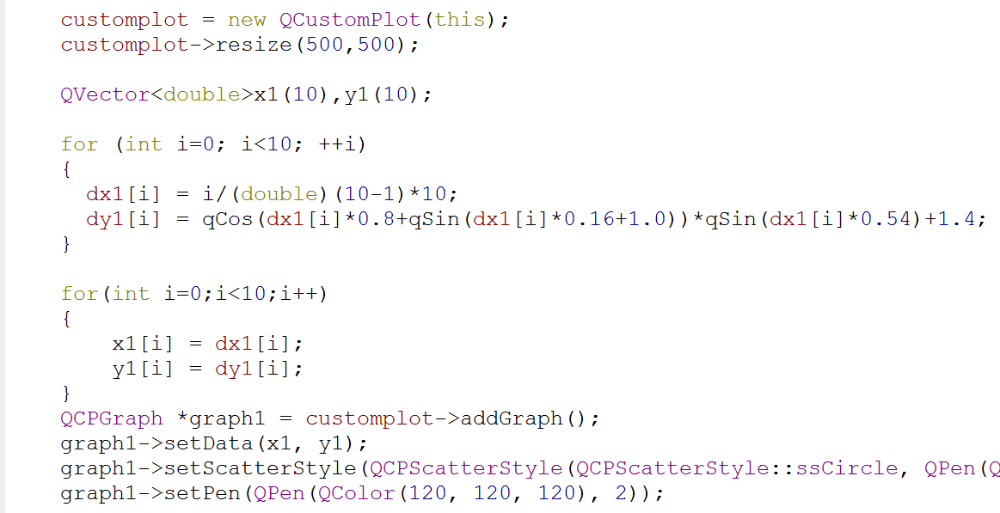 customplot = new QCustomPlot(this);
customplot->resize(500,500);
QVector<double>x1(10),y1(10);
for (int i=0; i<10; ++i)
{
dx1[i] = i/(double)(10-1)*10;
dy1[i] = qCos(dx1[i]*0.8+qSin(dx1[i]*0.16+1.0))*qSin(dx1[i]*0.54)+1.4;
}
for(int i=0;i<10;i++)
{
x1[i] = dx1[i];
y1[i] = dy1[i];
}
QCPGraph *graph1 = customplot->addGraph();
graph1->setData(x1, y1);
graph1->setScatterStyle(QCPScatterStyle(QCPScatterStyle::ssCircle, QPen(Q
graph1->setPen(QPen(QColor(120, 120, 120), 2));